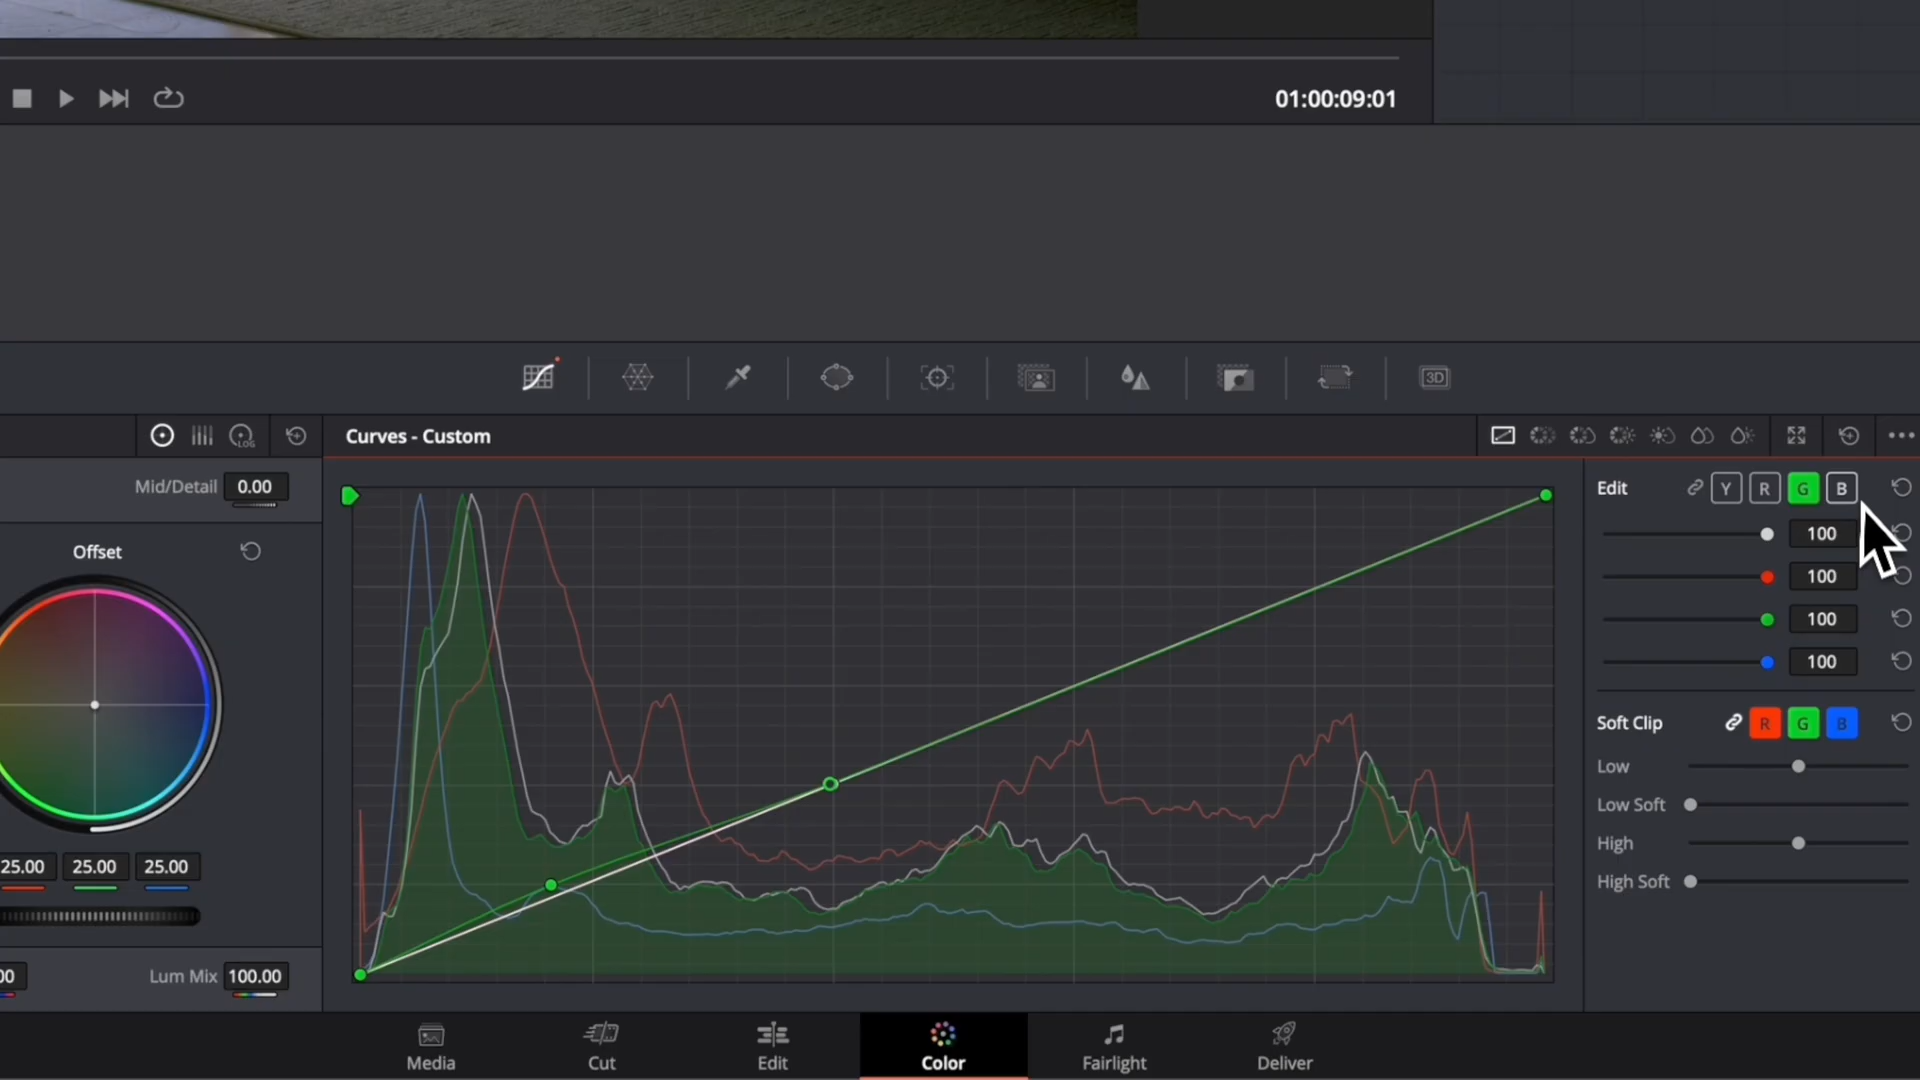 01:00:09:01
3D
LOG
Curves - Custom
Mid/Detail 0.00
Edit Y R G B
100
100
100
100
Offset
Soft Clip R G B
Low
Low Soft
High
High Soft
25.00 25.00 25.00
00 Lum Mix 100.00
Media Cut Edit Color Fairlight Deliver